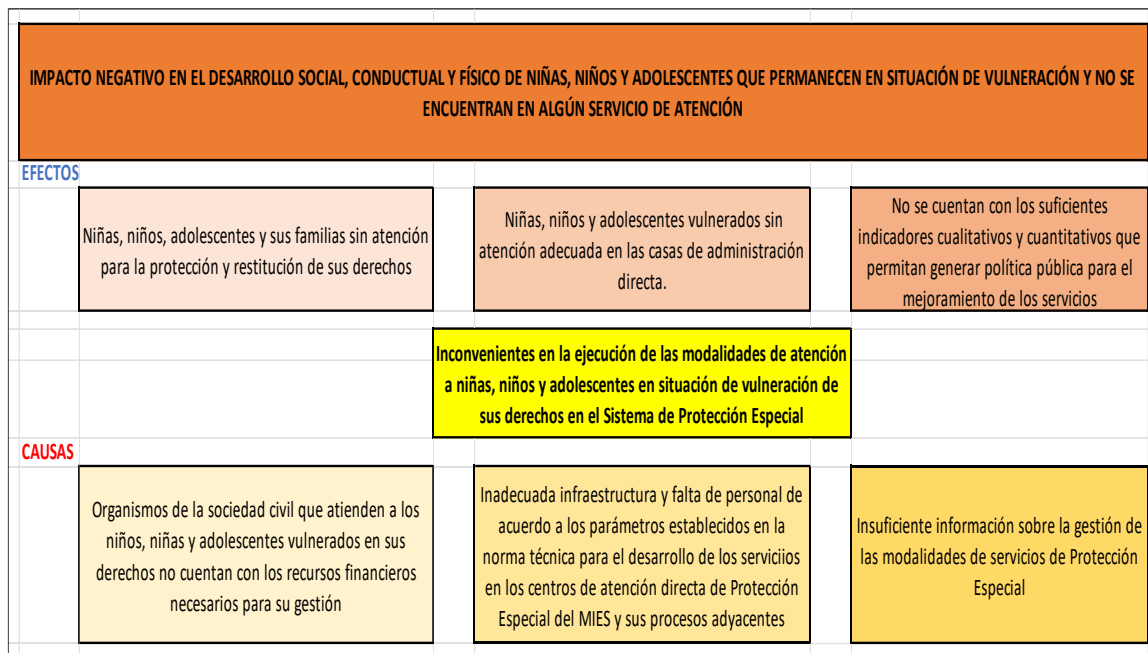 IMPACTO NEGATIVO EN EL DESARROLLO SOCIAL, CONDUCTUAL Y FÍSICO DE NIÑAS, NIÑOS Y ADOLESCENTES QUE PERMANECEN EN SITUACIÓN DE VULNERACIÓN Y NO SE
ENCUENTRAN EN ALGÚN SERVICIO DE ATENCIÓN
EFECTOS
Niñas, niños, adolescentes y sus familias sin atención
para la protección y restitución de sus derechos
Niñas, niños y adolescentes vulnerados sin
atención adecuada en las casas de administración
directa.
No se cuentan con los suficientes
indicadores cualitativos y cuantitativos que
permitan generar política pública para el
mejoramiento de los servicios
Inconvenientes en la ejecución de las modalidades de atención
a niñas, niños y adolescentes en situación de vulneración de
sus derechos en el Sistema de Protección Especial
CAUSAS
Organismos de la sociedad civil que atienden a los
niños, niñas y adolescentes vulnerados en sus
derechos no cuentan con los recursos financieros
necesarios para su gestión
Inadecuada infraestructura y falta de personal de
acuerdo a los parámetros establecidos en la
norma técnica para el desarrollo de los serviciios
en los centros de atención directa de Protección
Especial del MIES y sus procesos adyacentes
Insuficiente información sobre la gestión de
las modalidades de servicios de Protección
Especial